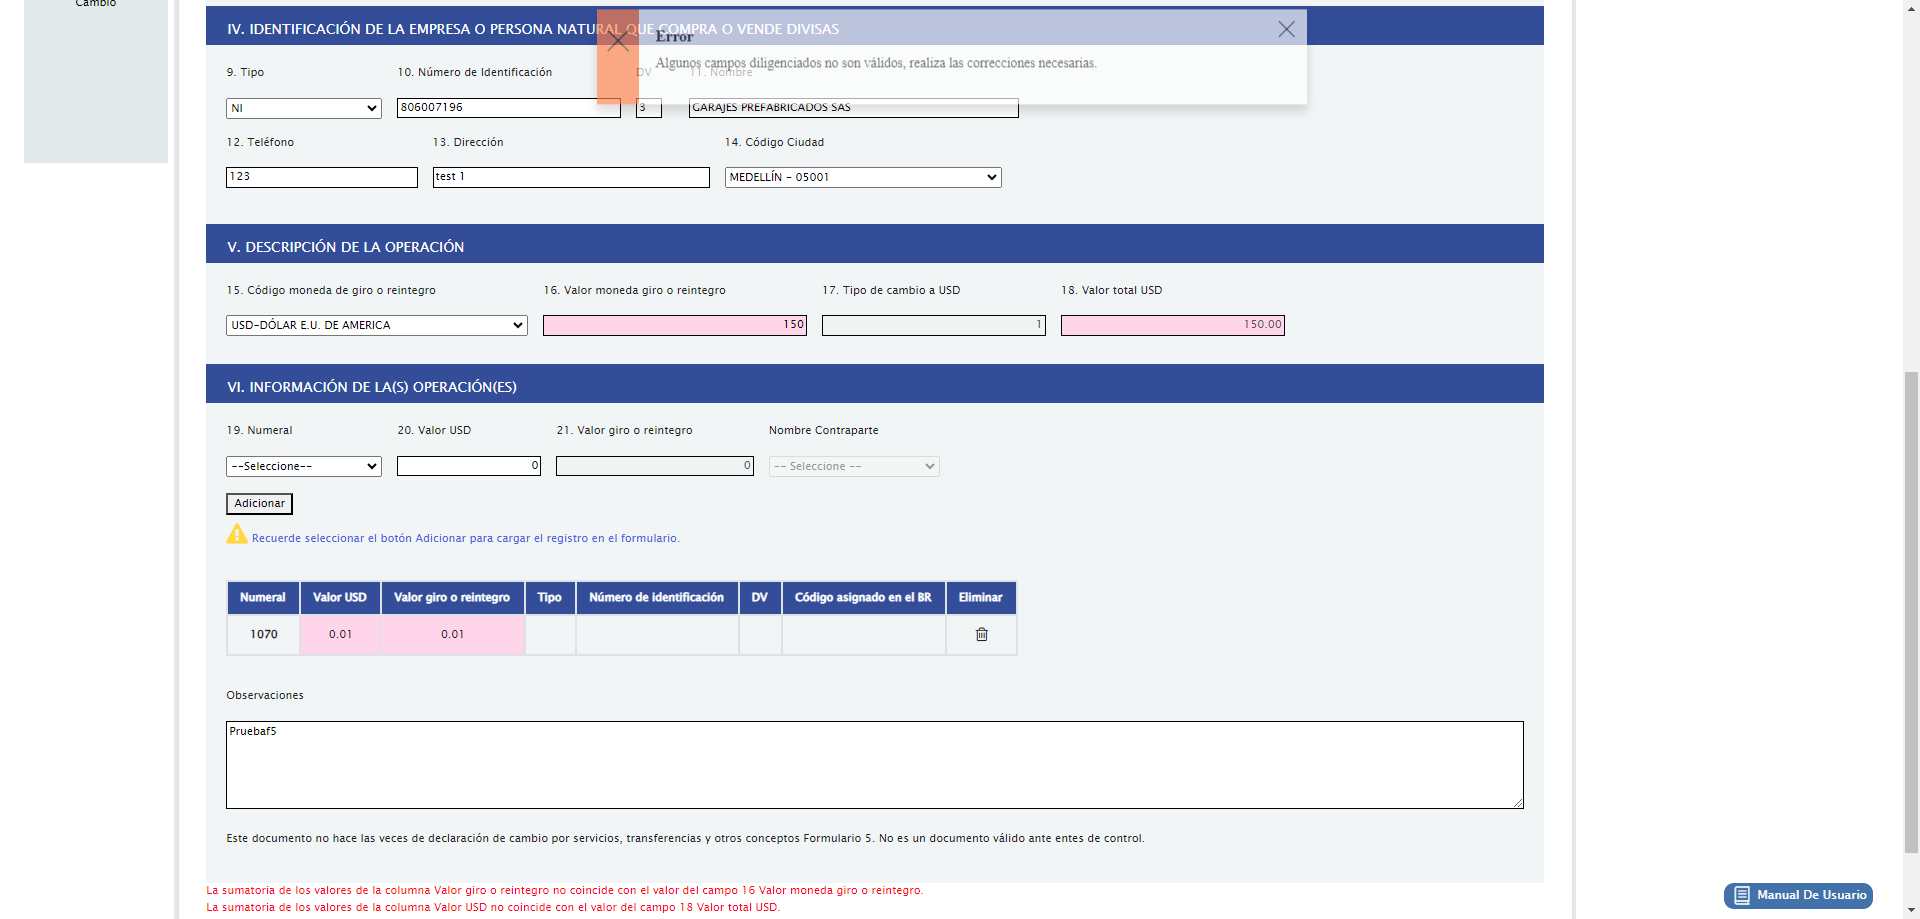 Cambio
IV. IDENTIFICACIÓN DE LA EMPRESA O PERSONA NATURAL QUE COMPRA O VENDE DIVISAS
Error
Algunos campos diligenciados no son válidos, realiza las correcciones necesarias.
9. Tipo
10. Número de Identificación
DV
11. Nombre
NI
806007196
3
GARAJES PREFABRICADOS SAS
12. Teléfono
13. Dirección
14. Código Ciudad
123
test 1
MEDELLÍN - 05001
V. DESCRIPCIÓN DE LA OPERACIÓN
15. Código moneda de giro o reintegro
16. Valor moneda giro o reintegro
17. Tipo de cambio a USD
18. Valor total USD
USD-DÓLAR E.U. DE AMERICA
150
1
150.00
VI. INFORMACIÓN DE LA(S) OPERACIÓN(ES)
19. Numeral
20. Valor USD
21. Valor giro o reintegro
Nombre Contraparte
--Seleccione--
0
0
-- Seleccione --
Adicionar
Recuerde seleccionar el botón Adicionar para cargar el registro en el formulario.
Numeral
Valor USD
Valor giro o reintegro
Tipo
Número de identificación
DV
Código asignado en el BR
Eliminar
1070
0.01
0.01
Observaciones
Pruebaf5
Este documento no hace las veces de declaración de cambio por servicios, transferencias y otros conceptos Formulario 5. No es un documento válido ante entes de control.
La sumatoria de los valores de la columna Valor giro o reintegro no coincide con el valor del campo 16 Valor moneda giro o reintegro.
La sumatoria de los valores de la columna Valor USD no coincide con el valor del campo 18 Valor total USD.
Manual De Usuario